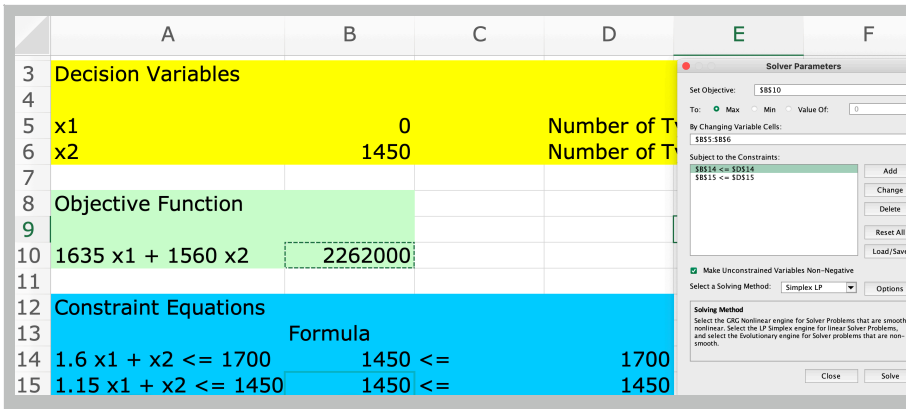 A B C D E F
3 Decision Variables
4
5 x1 0 Number of
6 x2 1450 Number of
7
8 Objective Function
9
10 1635 x1 + 1560 x2 2262000
11
12 Constraint Equations
13 Formula
14 1.6 x1 + x2 <= 1700 1450 <= 1700
15 1.15 x1 + x2 <= 1450 1450 <= 1450
Solver Parameters
Set Objective: $B$10
To: Max Min Value Of: 0
By Changing Variable Cells:
$B$5:$B$6
Subject to the Constraints:
$B$14 <= $D$14
$B$15 <= $D$15
Add
Change
Delete
Reset All
Load/Save
Make Unconstrained Variables Non-Negative
Select a Solving Method: Simplex LP Options
Solving Method
Select the GRG Nonlinear engine for Solver Problems that are smooth
nonlinear. Select the LP Simplex engine for linear Solver Problems,
and select the Evolutionary engine for Solver problems that are non-
smooth.
Close Solve